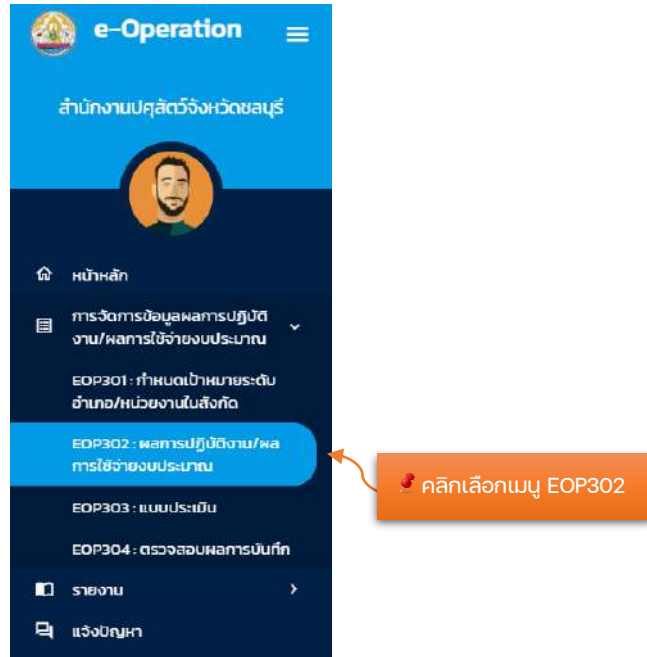 e-Operation
สำนักงานปศุสัตว์จังหวัดชลบุรี
หน้าหลัก
การจัดการข้อมูลผลการปฏิบัติ
งาน/ผลการใช้จ่ายงบประมาณ
EOP301 : กำหนดเป้าหมายระดับ
อำเภอ/หน่วยงานในสังกัด
EOP302 : ผลการปฏิบัติงาน/ผล
การใช้จ่ายงบประมาณ
คลิกเลือกเมนู EOP302
EOP303 : แบบประเมิน
EOP304 : ตรวจสอบผลการบันทึก
รายงาน
แจ้งปัญหา